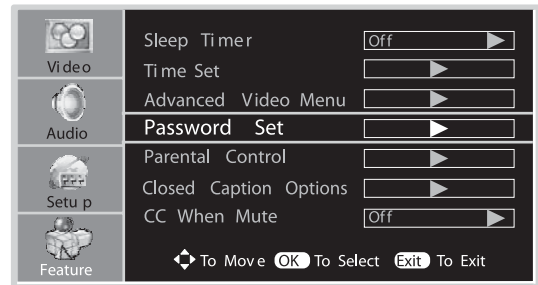 Video
Audio
Setup
Feature
Sleep Timer Off
Time Set
Advanced Video Menu
Password Set
Parental Control
Closed Caption Options
CC When Mute Off
To Move OK To Select Exit To Exit